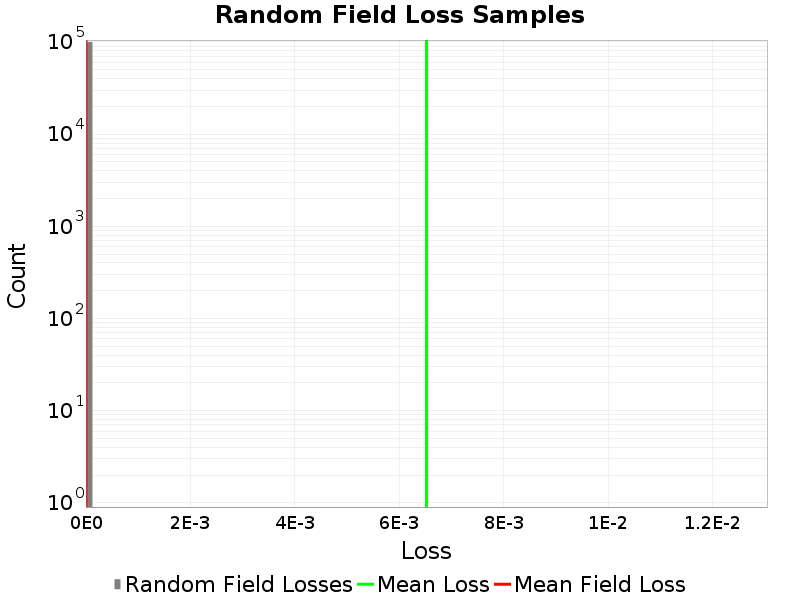 Random Field Loss Samples
10^5
10^4
10^3
10^2
10^1
10^0
Count
0E0 2E-3 4E-3 6E-3 8E-3 1E-2 1.2E-2
Loss
Random Field Losses Mean Loss Mean Field Loss